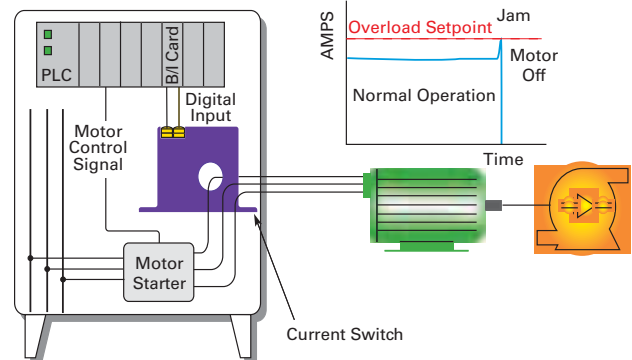 PLC
B/I Card
Digital
Input
Motor
Control
Signal
Motor
Starter
Current Switch
AMPS
Overload Setpoint
Jam
Motor
Off
Normal Operation
Time